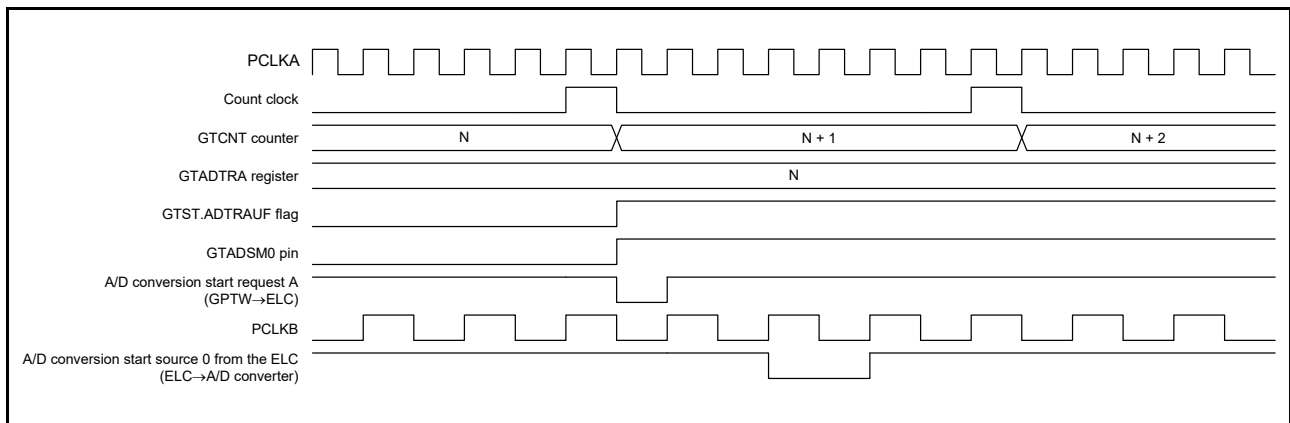 PCLKA
Count clock
GTCNT counter
N
N + 1
N + 2
GTADTRA register
N
GTST.ADTRAUF flag
GTADSM0 pin
A/D conversion start request A
(GPTW→ELC)
PCLKB
A/D conversion start source 0 from the ELC
(ELC→A/D converter)